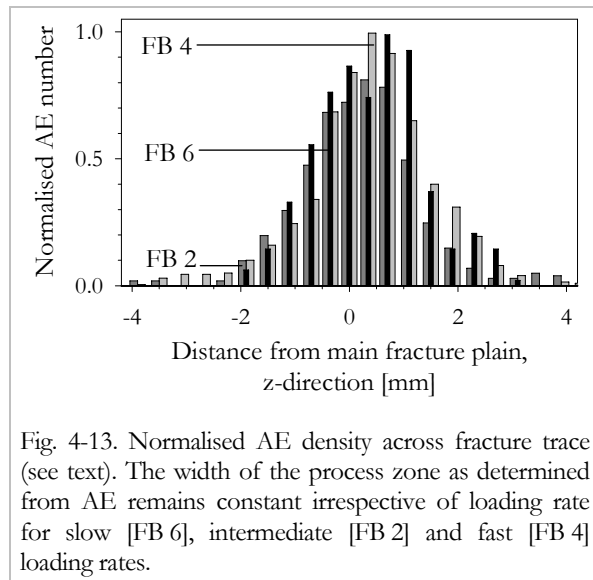 1.0
FB 4
Normalised AE number
0.5
FB 6
FB 2
0.0
-4 -2 0 2 4
Distance from main fracture plain,
z-direction [mm]
Fig. 4-13. Normalised AE density across fracture trace
(see text). The width of the process zone as determined
from AE remains constant irrespective of loading rate
for slow [FB 6], intermediate [FB 2] and fast [FB 4]
loading rates.